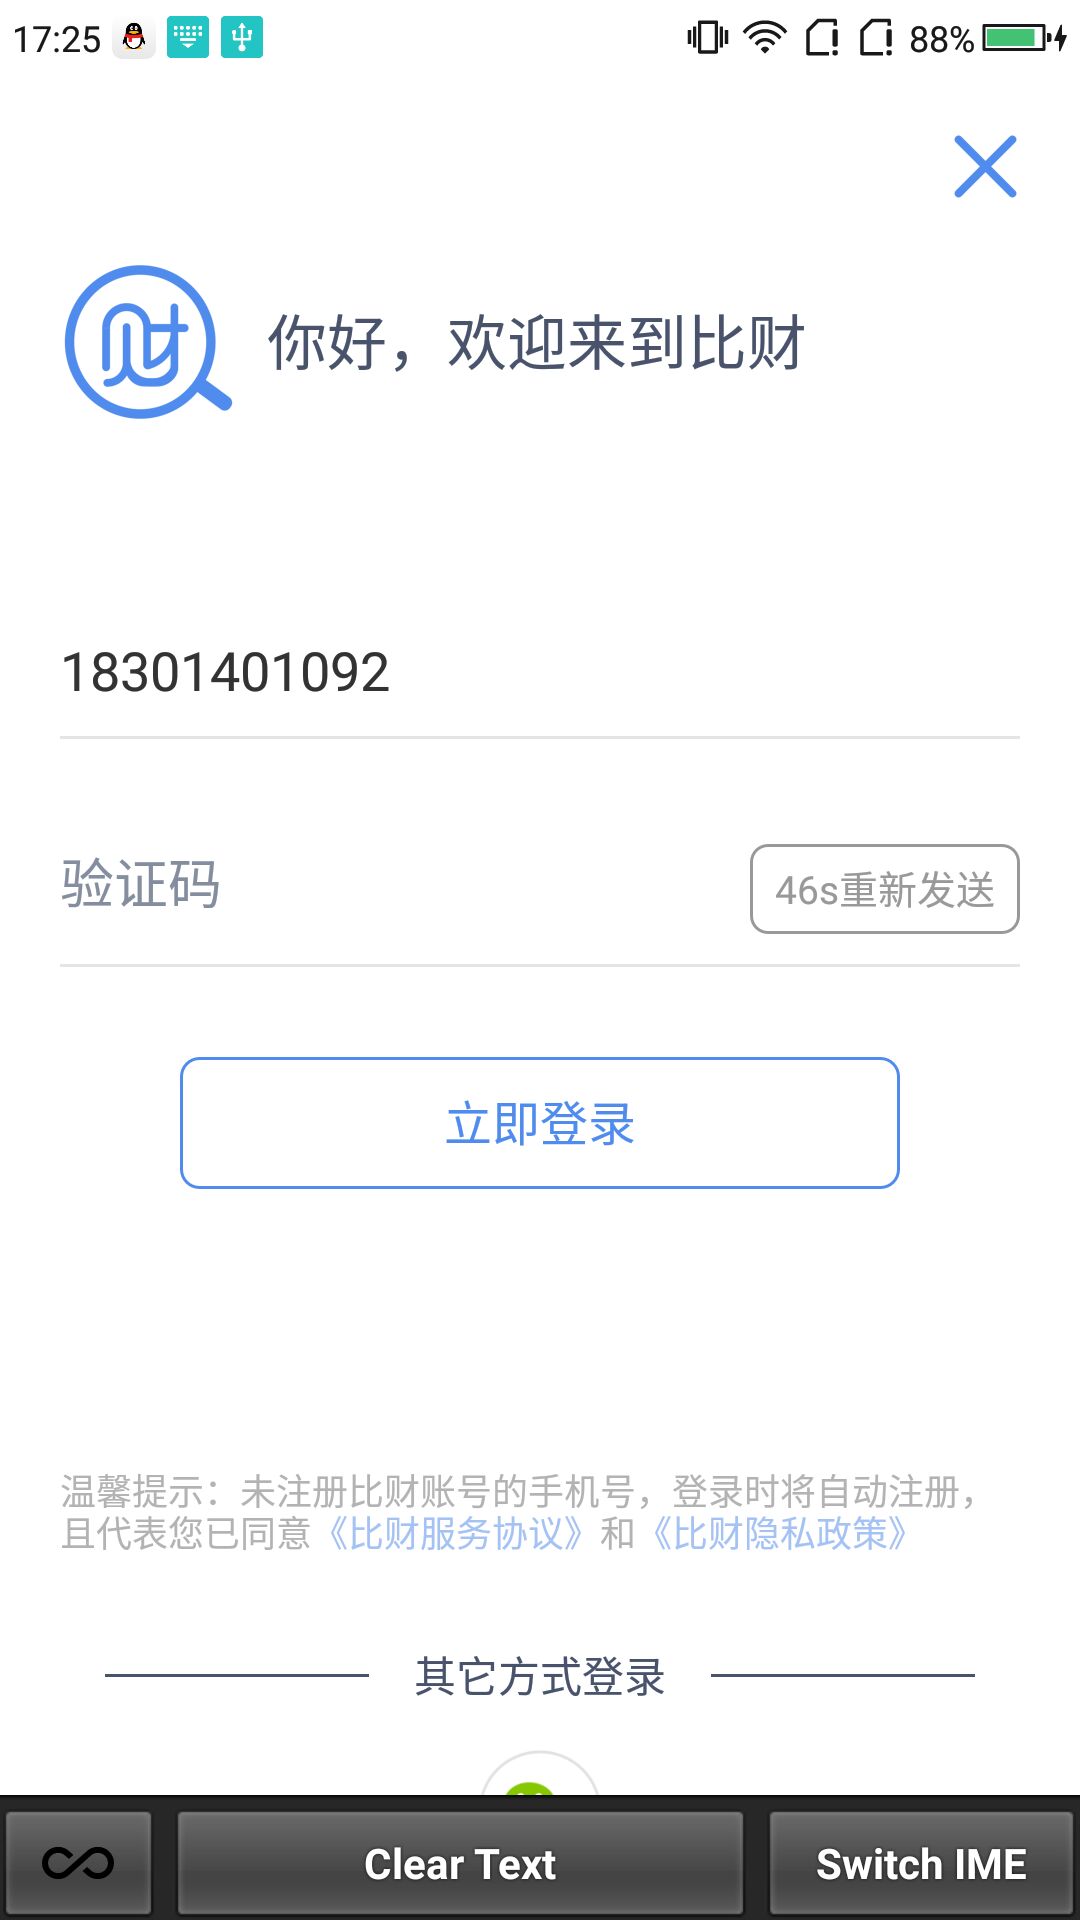 17:25
88%
你好，欢迎来到比财
18301401092
验证码
46s重新发送
立即登录
温馨提示：未注册比财账号的手机号，登录时将自动注册，
且代表您已同意《比财服务协议》和《比财隐私政策》
其它方式登录
Clear Text
Switch IME